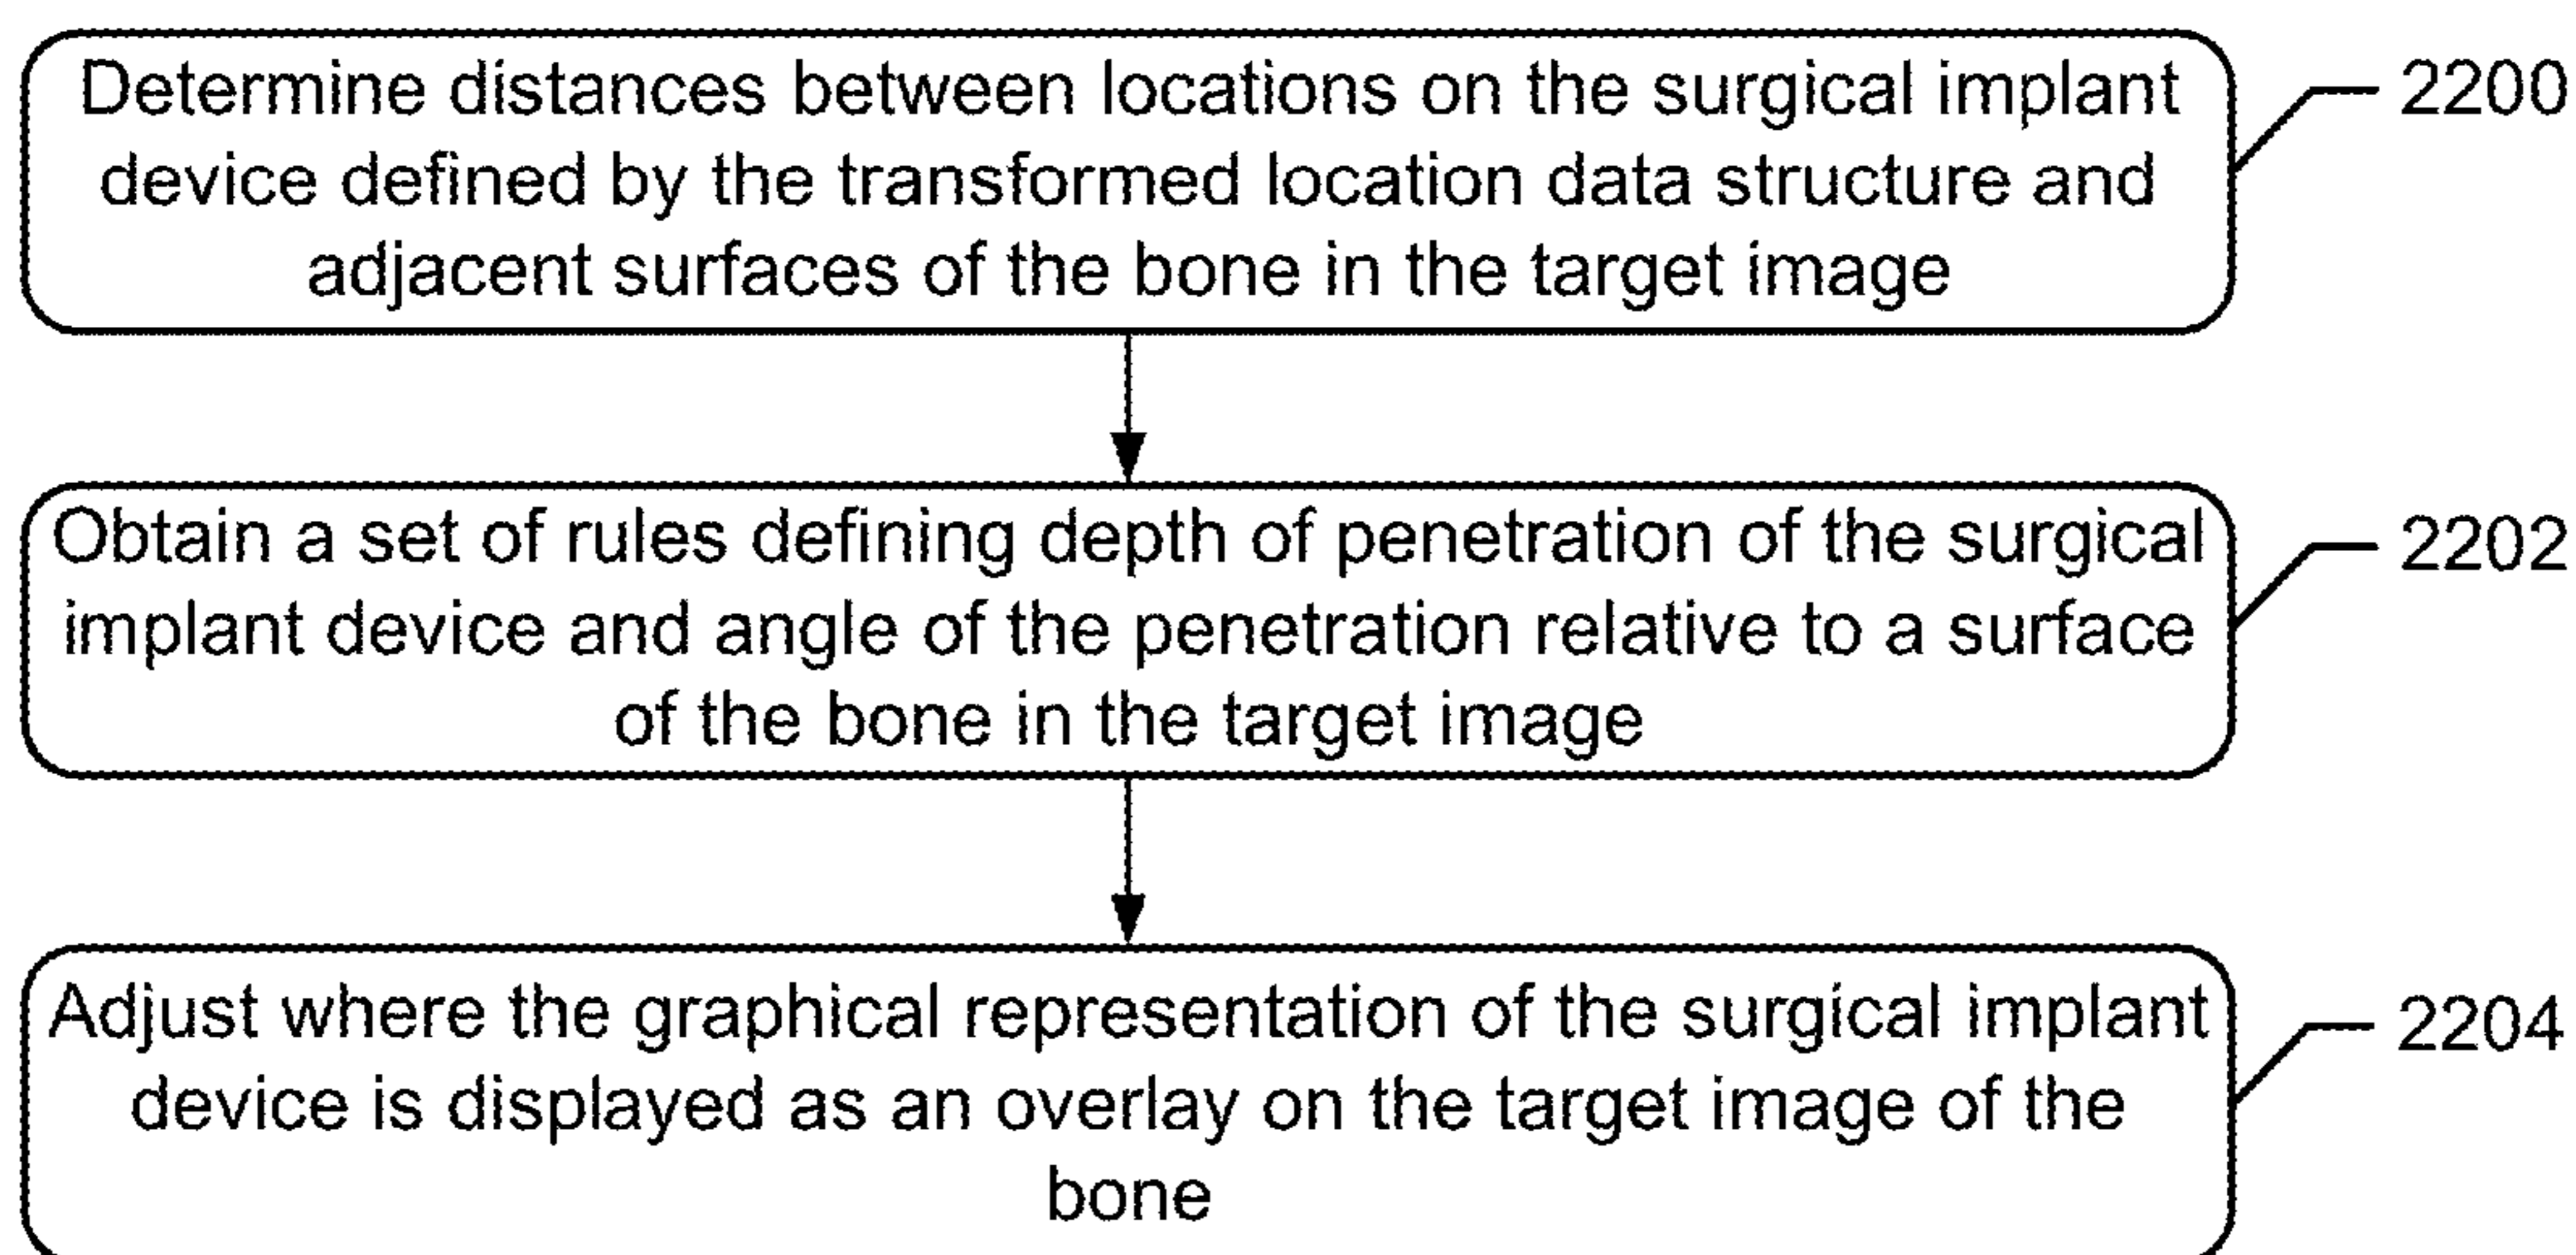 Determine distances between locations on the surgical implant
device defined by the transformed location data structure and
adjacent surfaces of the bone in the target image
2200
Obtain a set of rules defining depth of penetration of the surgical
implant device and angle of the penetration relative to a surface
of the bone in the target image
2202
Adjust where the graphical representation of the surgical implant
device is displayed as an overlay on the target image of the
bone
2204